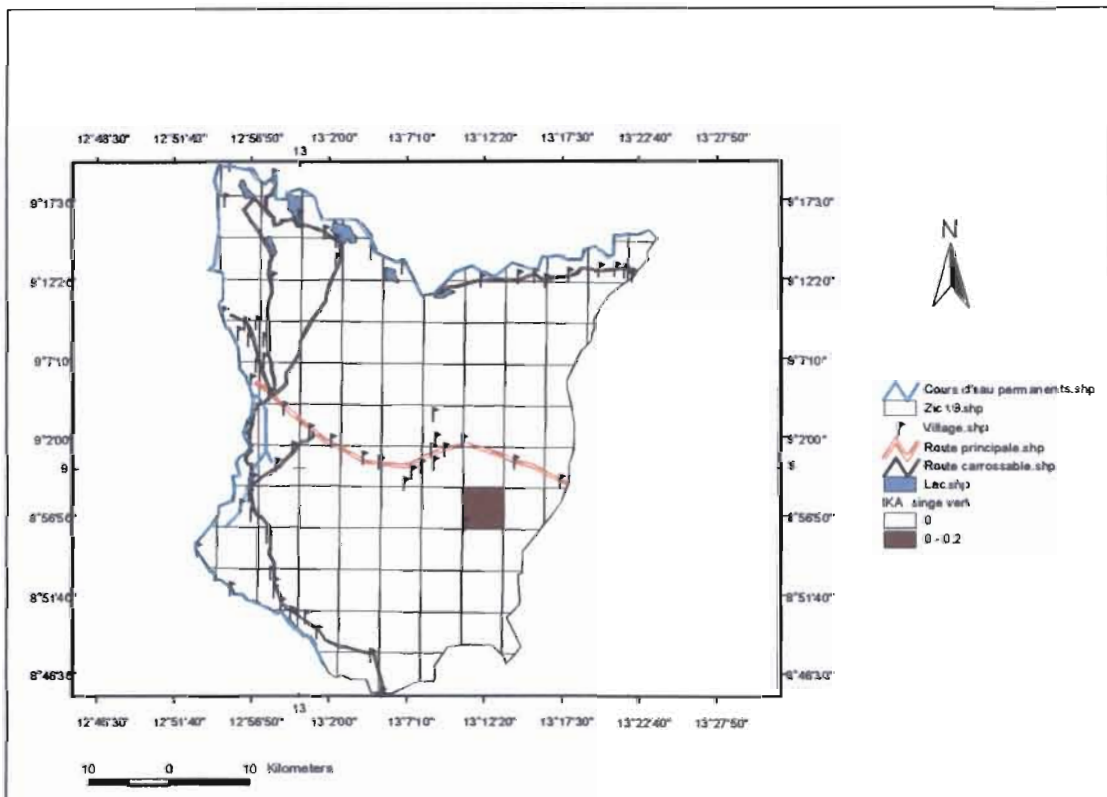 12°46'30" 12°51'40" 12°56'50" 13°2'00" 13°7'10" 13°12'20" 13°17'30" 13°22'40" 13°27'50"
13
9°17'30" 9°17'30"
9°12'20" 9°12'20"
9°7'10" 9°7'10"
9°2'00" 9°2'00"
9 9
8°56'50" 8°56'50"
8°51'40" 8°51'40"
8°46'30" 8°46'30"
13
12°46'30" 12°51'40" 12°56'50" 13°2'00" 13°7'10" 13°12'20" 13°17'30" 13°22'40" 13°27'50"
N
Cours d'eau permanents.shp
Village.shp
Route principale.shp
Route carrossable.shp
Lac.shp
IKA singe vert
0
0 - 0.2
10 0 10 Kilometers